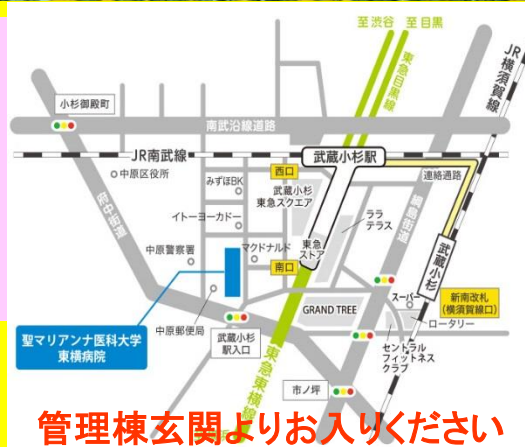 至渋谷 至目黒
東急目黒線
JR横須賀線
小杉御殿町
南武沿線道路
JR南武線
武蔵小杉駅
中原区役所
みずほBK
西口
武蔵小杉
東急スクエア
連絡通路
府中街道
イトーヨーカドー
ララ
テラス
綱島街道
武蔵小杉
中原警察署
マクドナルド
東急
ストア
南口
GRAND TREE
スーパー
新南改札
(横須賀線口)
ロータリー
聖マリアンナ医科大学
東横病院
中原郵便局
武蔵小杉
駅入口
セントラル
フィットネス
クラブ
東急東横線
市ノ坪
管理棟玄関よりお入りください